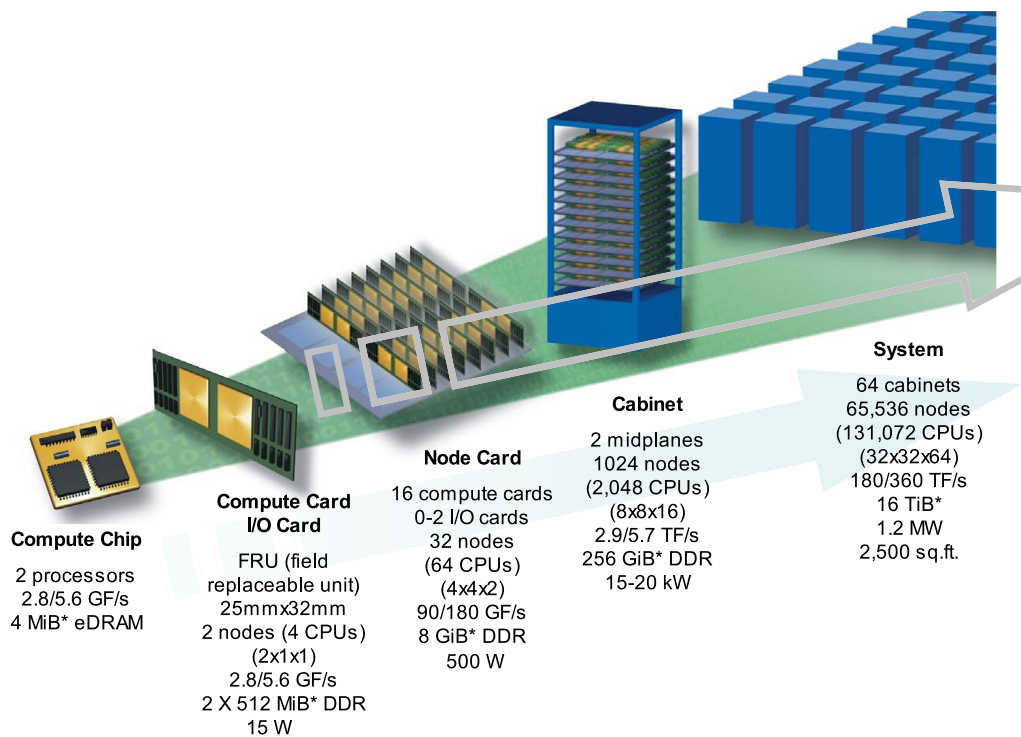 Compute Chip
2 processors
2.8/5.6 GF/s
4 MiB* eDRAM
Compute Card
I/O Card
FRU (field
replaceable unit)
25mmx32mm
2 nodes (4 CPUs)
(2x1x1)
2.8/5.6 GF/s
2 X 512 MiB* DDR
15 W
Node Card
16 compute cards
0-2 I/O cards
32 nodes
(64 CPUs)
(4x4x2)
90/180 GF/s
8 GiB* DDR
500 W
Cabinet
2 midplanes
1024 nodes
(2,048 CPUs)
(8x8x16)
2.9/5.7 TF/s
256 GiB* DDR
15-20 kW
System
64 cabinets
65,536 nodes
(131,072 CPUs)
(32x32x64)
180/360 TF/s
16 TiB*
1.2 MW
2,500 sq.ft.